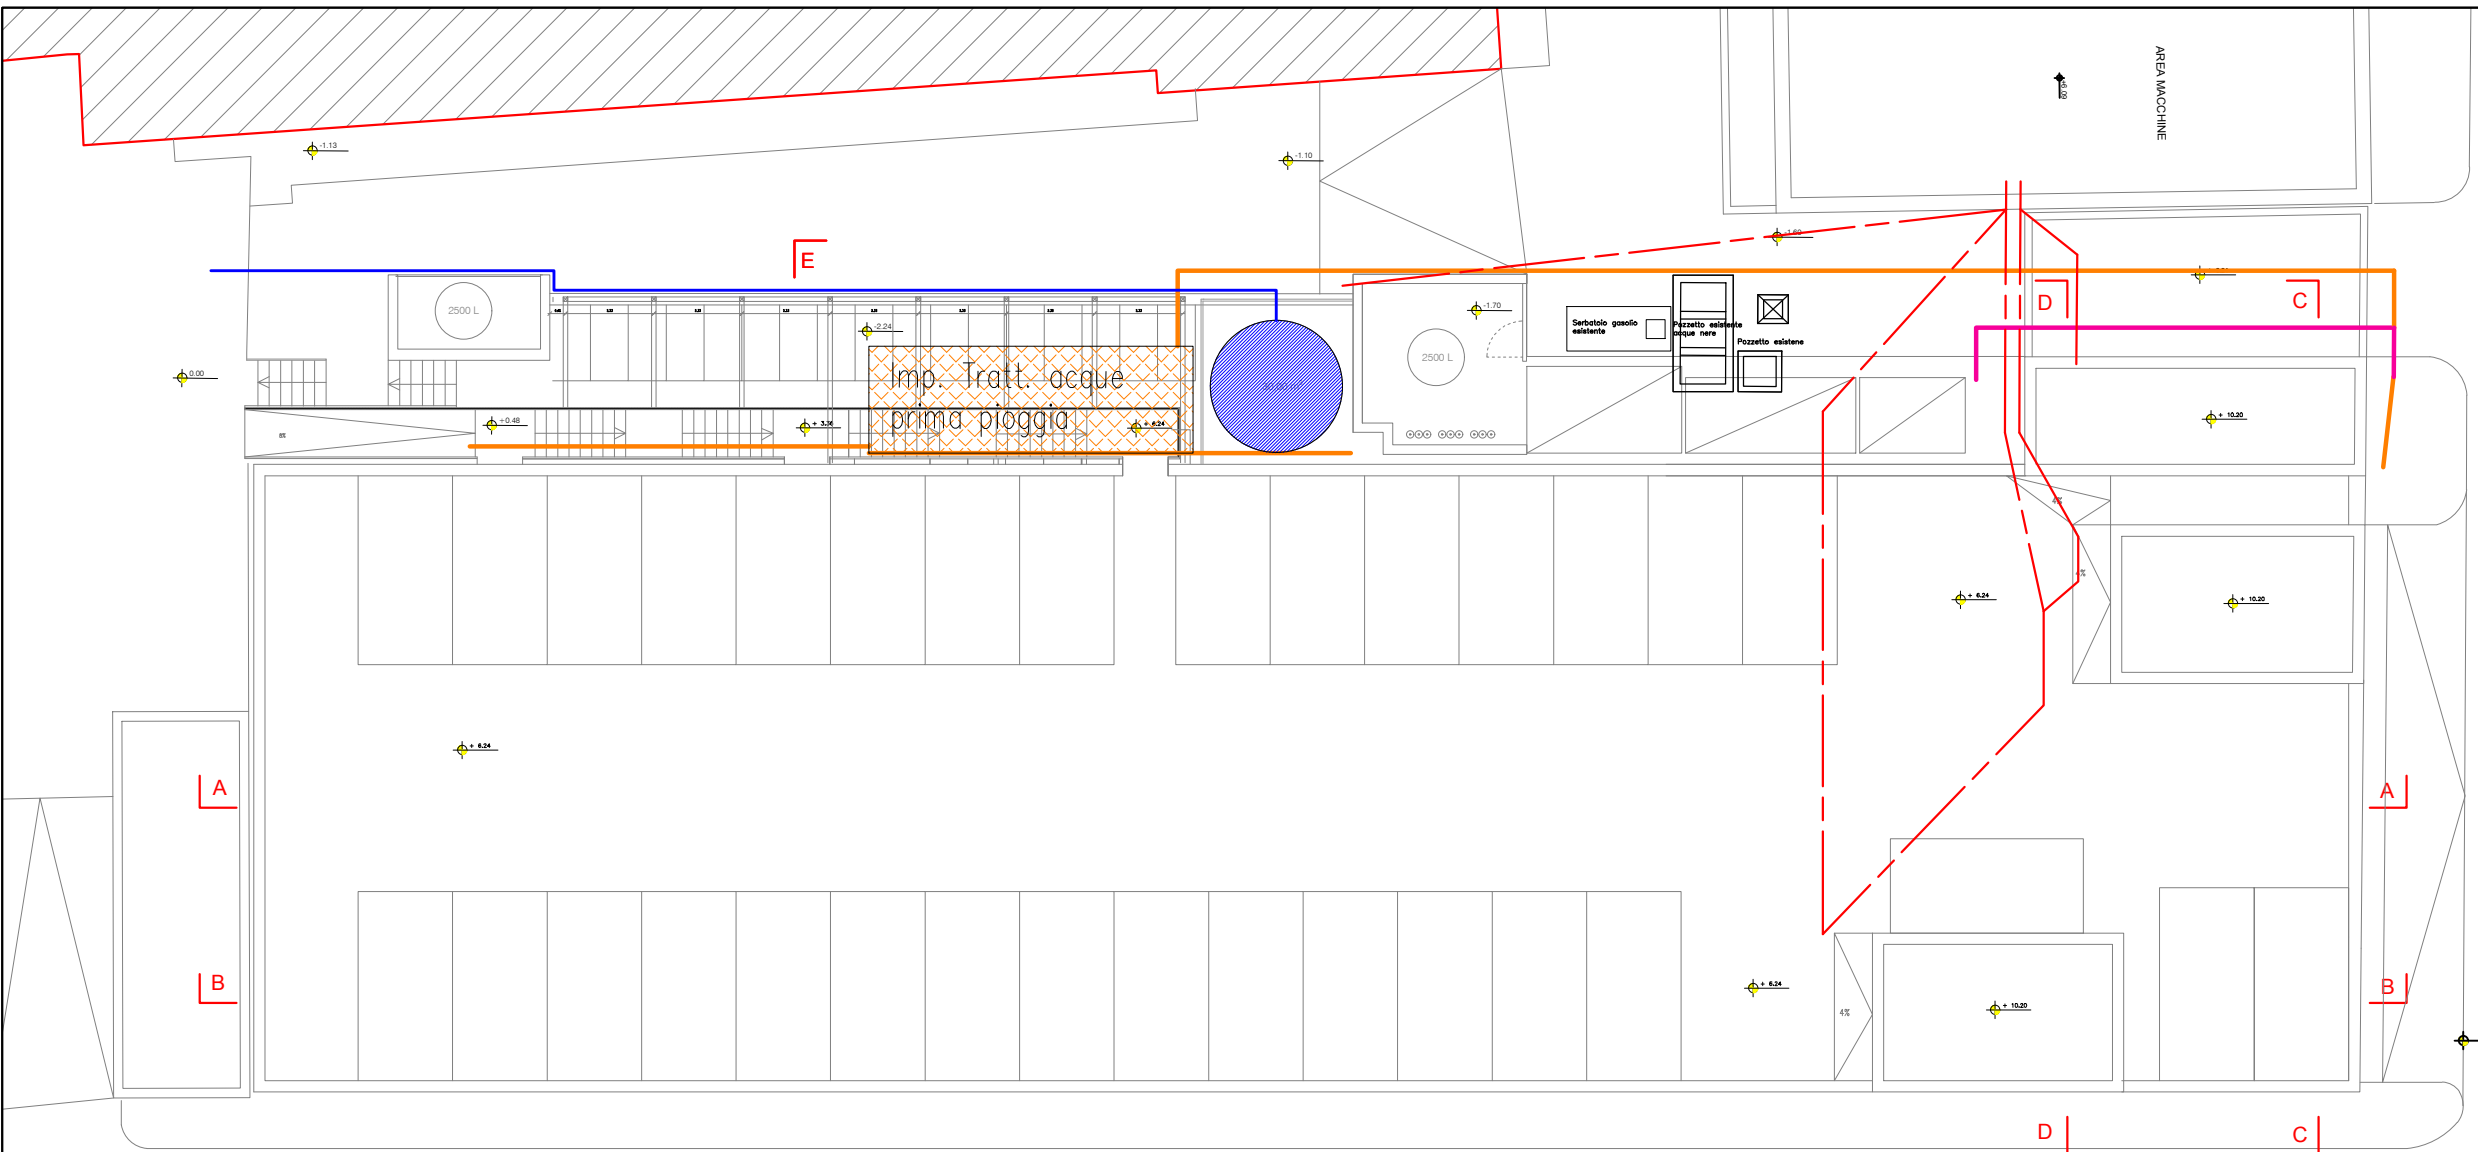 AREA MACCHINE
-1.13
-1.10
E
2500 L
-2.24
-1.70
D
C
Serbatoio gasolio
esistente
Pozzetto esistente
acque nere
Pozzetto esistene
2500 L
0.00
Imp. Tratt. acque
prima pioggia
+0.48
+ 6.24
+ 10.20
8%
4%
4%
+ 6.24
+ 10.20
+ 6.24
A
A
B
B
+ 6.24
+ 10.20
4%
D
C